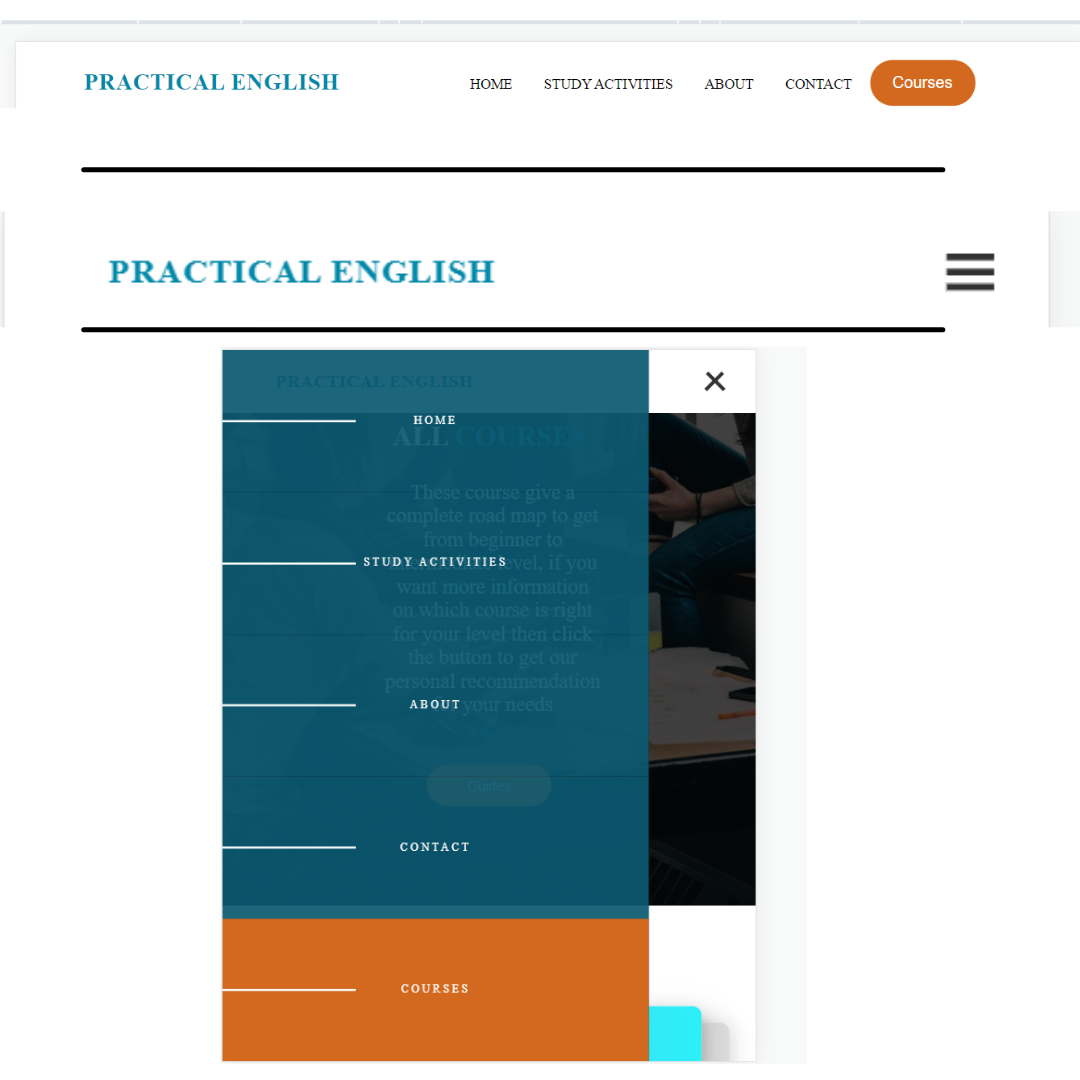 PRACTICAL ENGLISH
HOME STUDY ACTIVITIES ABOUT CONTACT Courses
PRACTICAL ENGLISH
PRACTICAL ENGLISH
HOME
ALL COURSES
These course give a
complete road map to get
from beginner to
level, if you
STUDY ACTIVITIES
want more information
on which course is right
for your level then click
the button to get our
personal recommendation
for your needs
ABOUT
Guides
CONTACT
COURSES